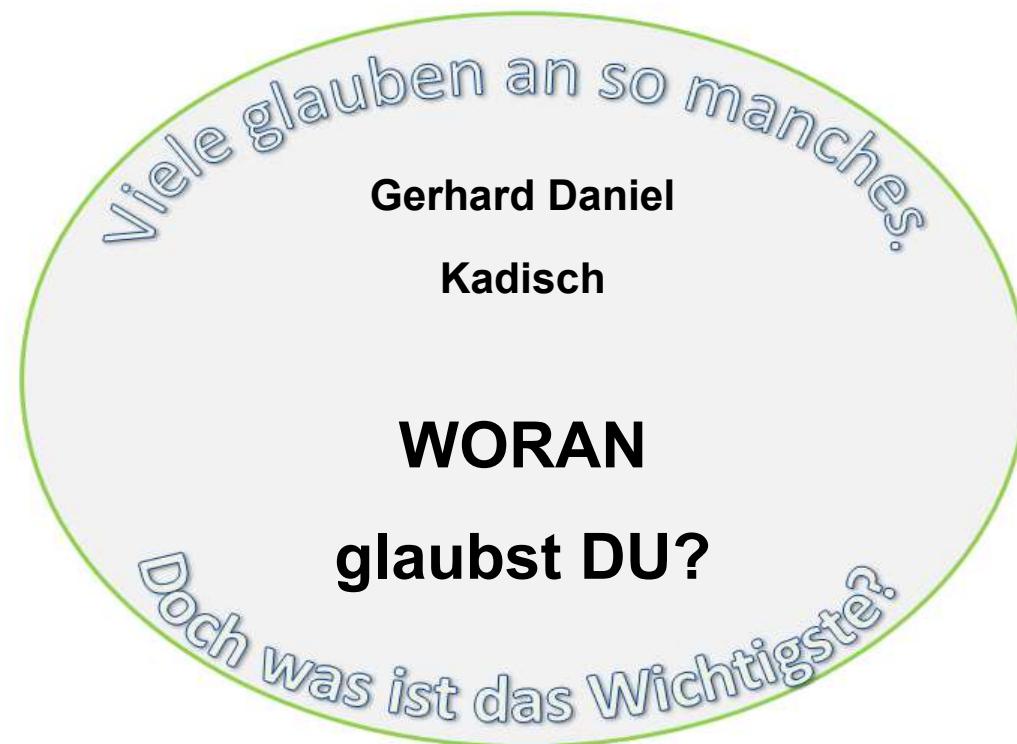 Viele glauben an so manches.
Gerhard Daniel
Kadisch
WORAN
glaubst DU?
Doch was ist das Wichtigste?